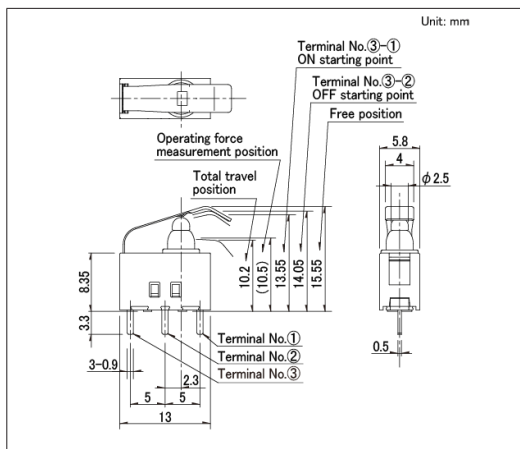 Unit: mm
Terminal No.③-①
ON starting point
Terminal No.③-②
OFF starting point
Free position
Operating force
measurement position
Total travel
position
5.8
4
φ2.5
8.35
3.3
10.2
(10.5)
13.55
14.05
15.55
Terminal No.①
Terminal No.②
Terminal No.③
3-0.9
2.3
5
5
13
0.5